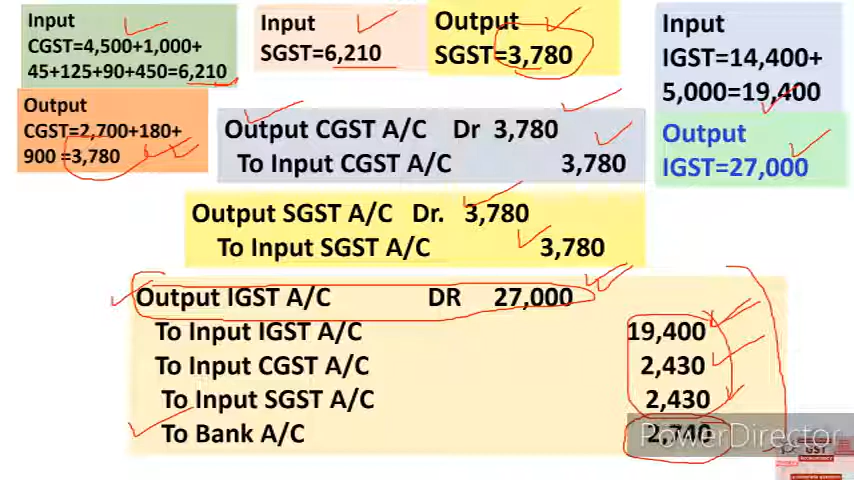 Input
CGST=4,500+1,000+
45+125+90+450=6,210
Input
SGST=6,210
Output
SGST=3,780
Input
IGST=14,400+
5,000=19,400
Output
CGST=2,700+180+
900 =3,780
Output
IGST=27,000
Output CGST A/C Dr 3,780
To Input CGST A/C 3,780
Output SGST A/C Dr. 3,780
To Input SGST A/C 3,780
Output IGST A/C DR 27,000
To Input IGST A/C 19,400
To Input CGST A/C 2,430
To Input SGST A/C 2,430
To Bank A/C 2,740
PowerDirector
GST